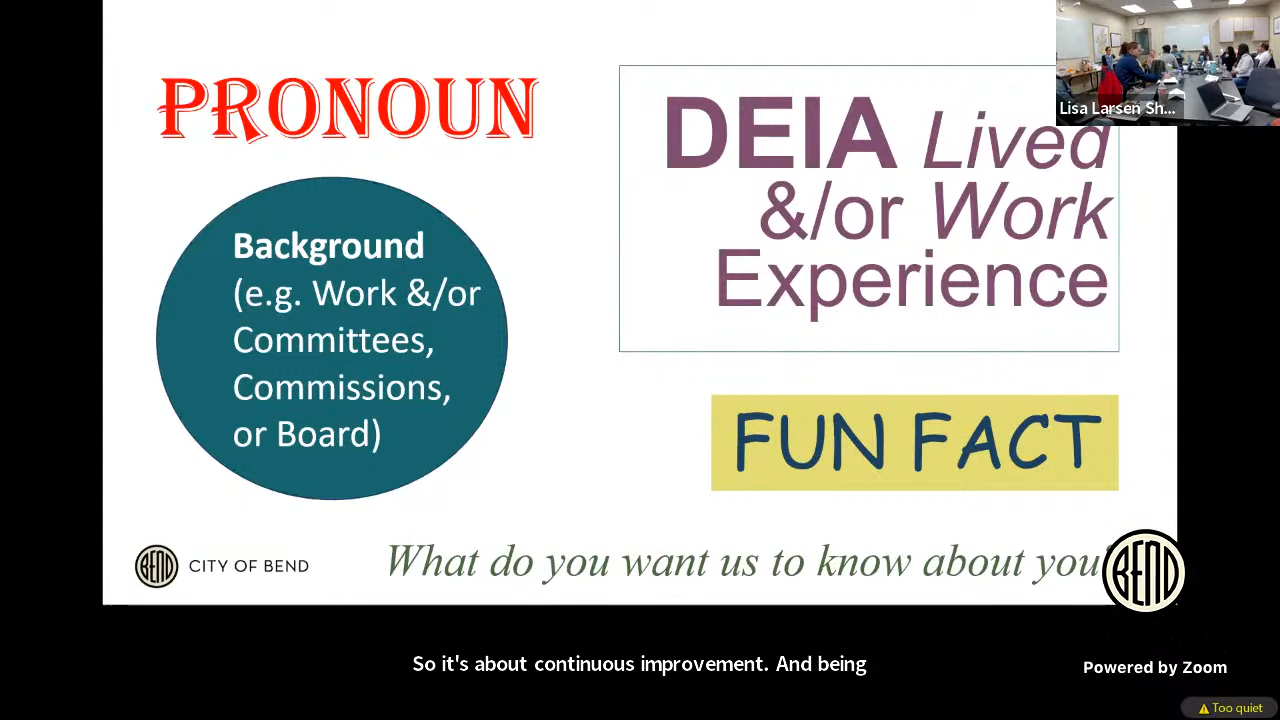 PRONOUN
Background
(e.g. Work &/or
Committees,
Commissions,
or Board)
DEIA Lived
&/or Work
Experience
Lisa Larsen Sh...
FUN FACT
BEND
CITY OF BEND
What do you want us to know about you
BEND
So it's about continuous improvement. And being
Powered by Zoom
Too quiet